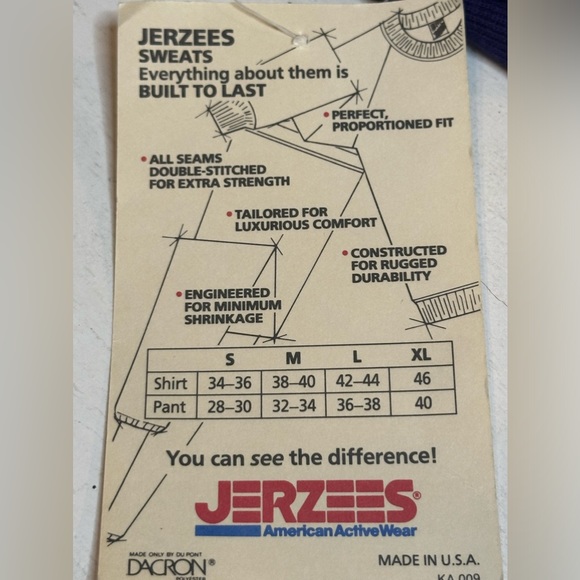 JERZEES
SWEATS
Everything about them is
BUILT TO LAST
• PERFECT,
PROPORTIONED FIT
• ALL SEAMS
DOUBLE-STITCHED
FOR EXTRA STRENGTH
• TAILORED FOR
LUXURIOUS COMFORT
• CONSTRUCTED
FOR RUGGED
DURABILITY
• ENGINEERED
FOR MINIMUM
SHRINKAGE
S M L XL
Shirt 34–36 38–40 42–44 46
Pant 28–30 32–34 36–38 40
You can see the difference!
JERZEES®
American ActiveWear
MADE ONLY BY DU PONT
DACRON®
POLYESTER
MADE IN U.S.A.
KA 009